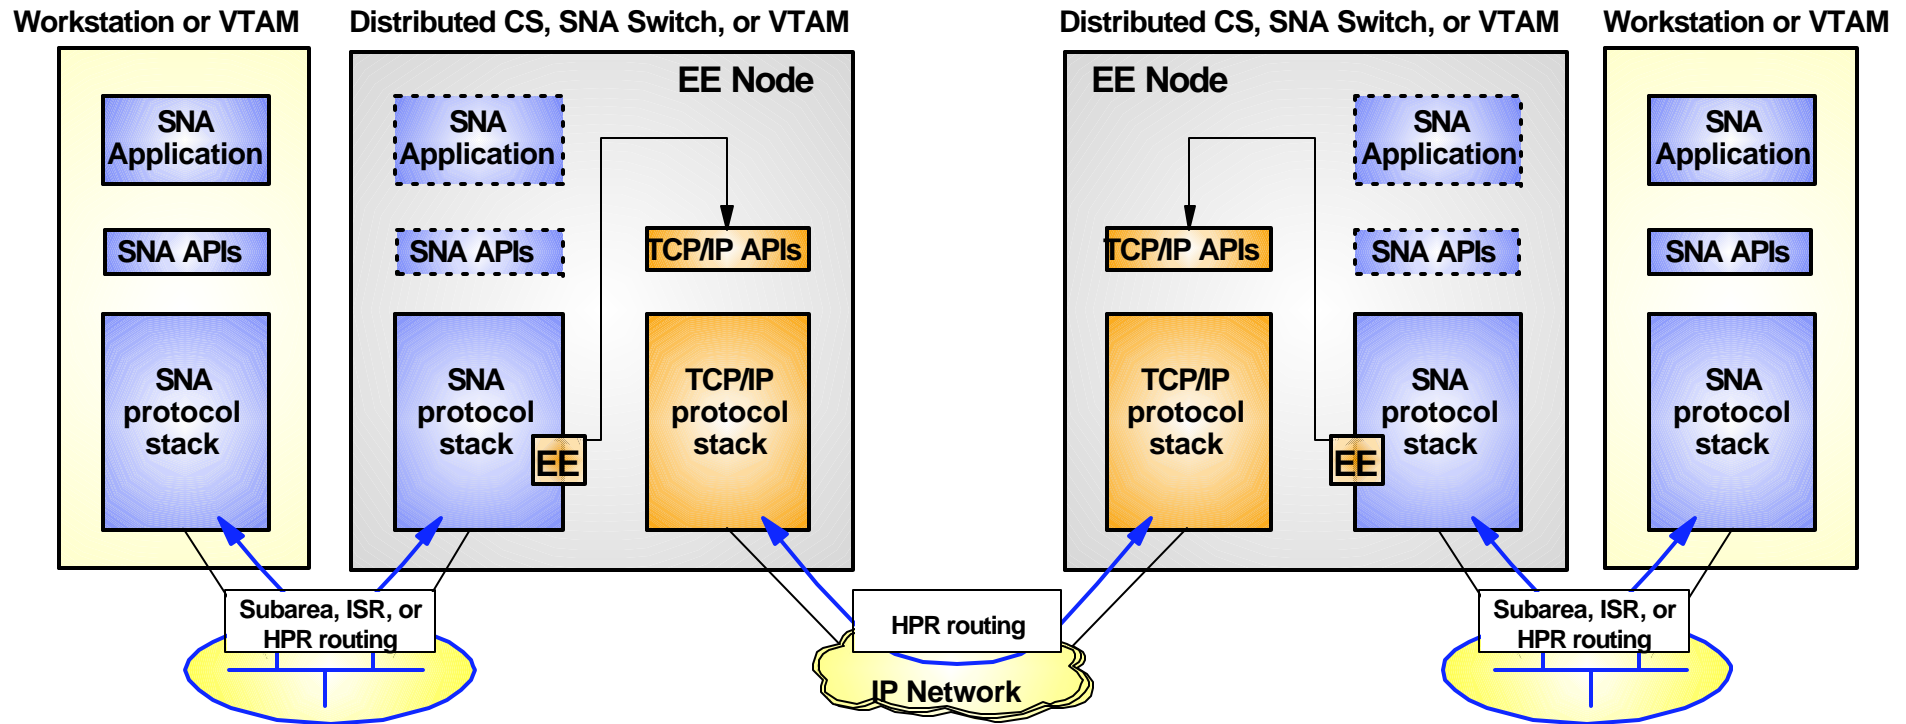 Workstation or VTAM
Distributed CS, SNA Switch, or VTAM
Distributed CS, SNA Switch, or VTAM
Workstation or VTAM
SNA
Application
SNA APIs
SNA
protocol
stack
EE Node
SNA
Application
SNA APIs
TCP/IP APIs
SNA
protocol
stack
EE
TCP/IP
protocol
stack
EE Node
SNA
Application
TCP/IP APIs
SNA APIs
TCP/IP
protocol
stack
EE
SNA
protocol
stack
SNA
Application
SNA APIs
SNA
protocol
stack
Subarea, ISR, or
HPR routing
HPR routing
IP Network
Subarea, ISR, or
HPR routing